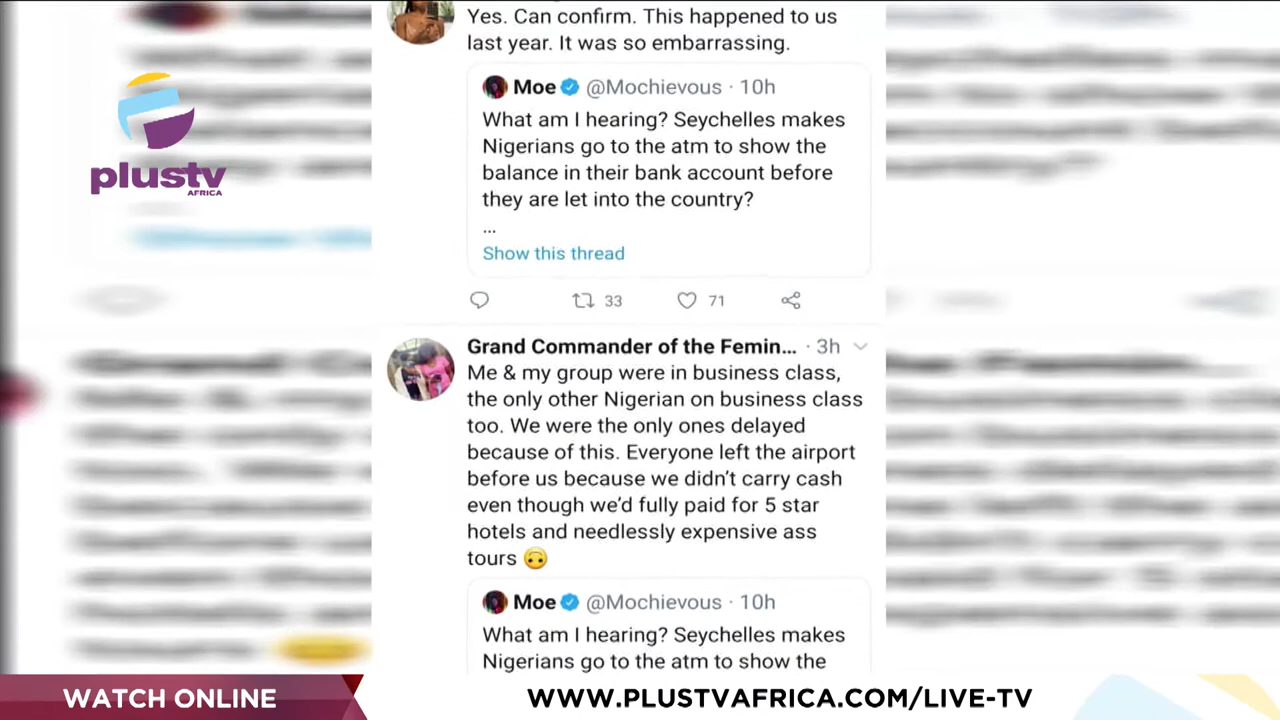 Yes. Can confirm. This happened to us
last year. It was so embarrassing.
Moe @Mochievous · 10h
What am I hearing? Seychelles makes
Nigerians go to the atm to show the
balance in their bank account before
they are let into the country?
...
Show this thread
33 71
Grand Commander of the Femin... · 3h
Me & my group were in business class,
the only other Nigerian on business class
too. We were the only ones delayed
because of this. Everyone left the airport
before us because we didn't carry cash
even though we'd fully paid for 5 star
hotels and needlessly expensive ass
tours 🙃
Moe @Mochievous · 10h
What am I hearing? Seychelles makes
Nigerians go to the atm to show the
plustv
AFRICA
WATCH ONLINE
WWW.PLUSTVAFRICA.COM/LIVE-TV